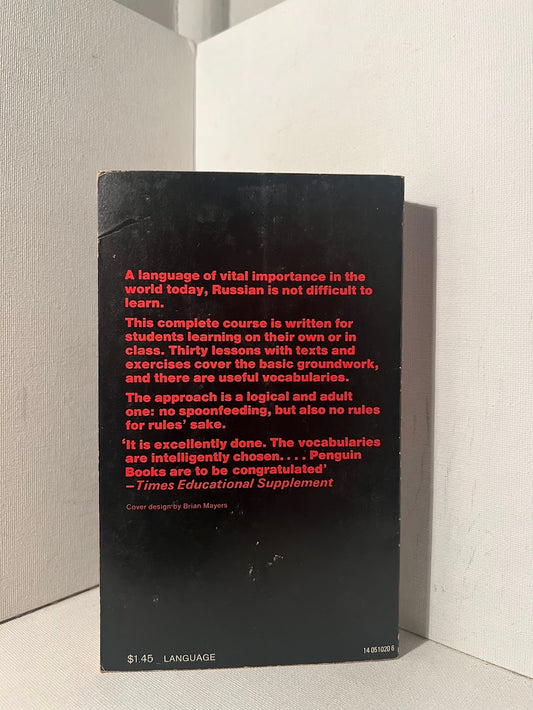 A language of vital importance in the
world today, Russian is not difficult to
learn.
This complete course is written for
students learning on their own or in
class. Thirty lessons with texts and
exercises cover the basic groundwork,
and there are useful vocabularies.
The approach is a logical and adult
one: no spoonfeeding, but also no rules
for rules' sake.
'It is excellently done. The vocabularies
are intelligently chosen.... Penguin
Books are to be congratulated'
–Times Educational Supplement
Cover design by Brian Mayers
$1.45 LANGUAGE
14 051020 6